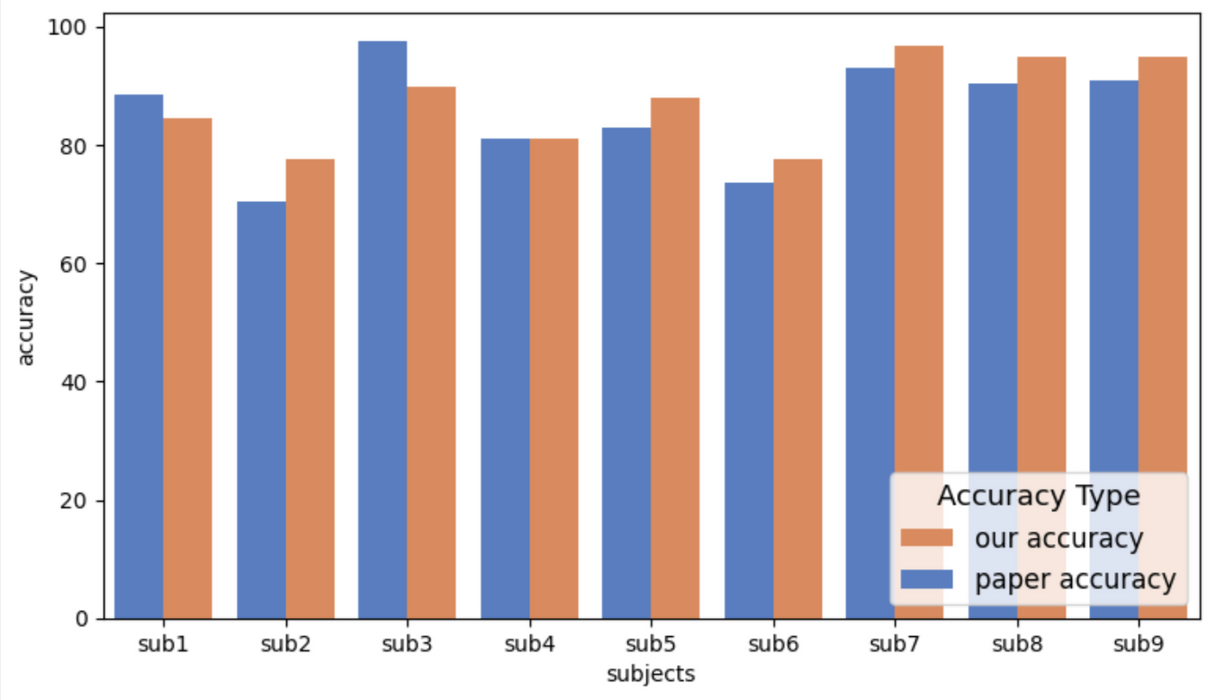 100
80
60
40
20
0
accuracy
sub1 sub2 sub3 sub4 sub5 sub6 sub7 sub8 sub9
subjects
Accuracy Type
our accuracy
paper accuracy